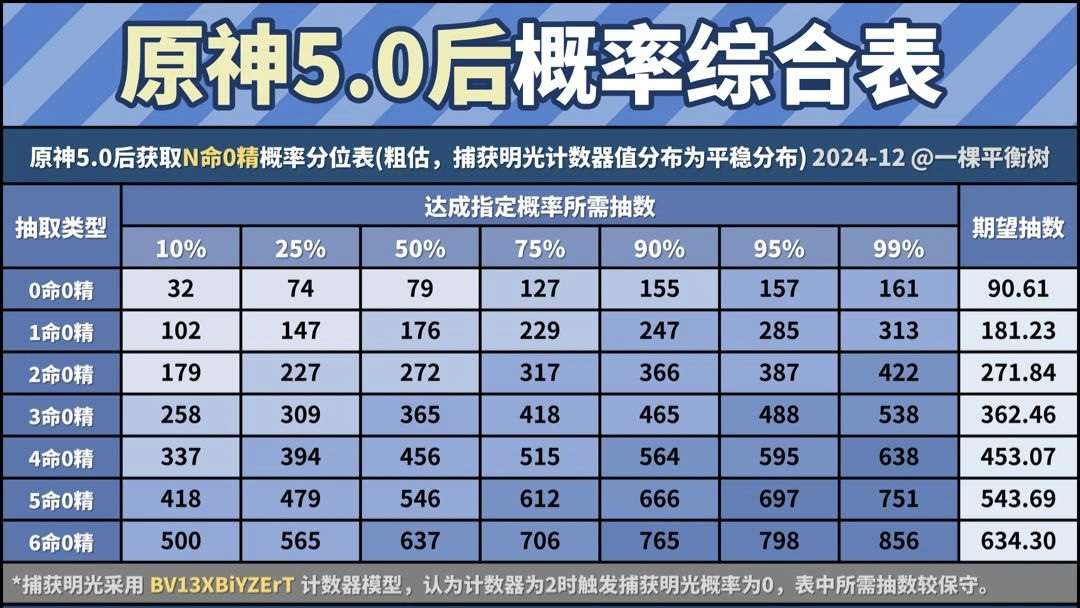 原神5.0后概率综合表
原神5.0后获取N命0精概率分位表(粗估，捕获明光计数器值分布为平稳分布) 2024-12 @一棵平衡树
抽取类型 达成指定概率所需抽数 期望抽数
10% 25% 50% 75% 90% 95% 99%
0命0精 32 74 79 127 155 157 161 90.61
1命0精 102 147 176 229 247 285 313 181.23
2命0精 179 227 272 317 366 387 422 271.84
3命0精 258 309 365 418 465 488 538 362.46
4命0精 337 394 456 515 564 595 638 453.07
5命0精 418 479 546 612 666 697 751 543.69
6命0精 500 565 637 706 765 798 856 634.30
*捕获明光采用 BV13XBiYZErT 计数器模型，认为计数器为2时触发捕获明光概率为0，表中所需抽数较保守。